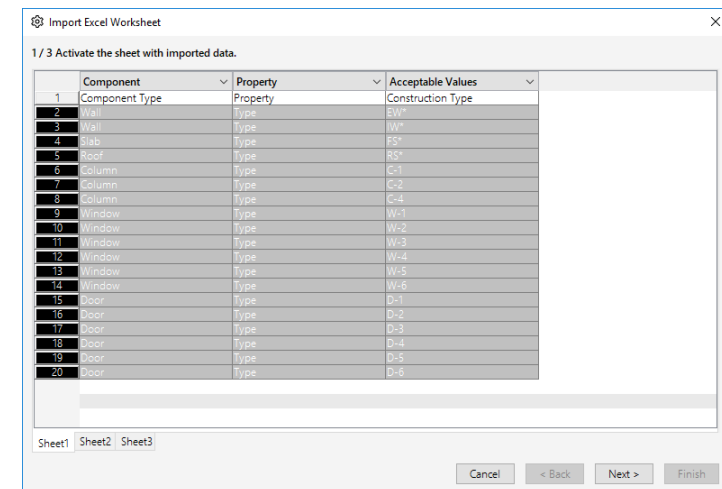 Import Excel Worksheet
1 / 3 Activate the sheet with imported data.
Component Property Acceptable Values
1 Component Type Property Construction Type
2 Wall Type EW*
3 Wall Type IW*
4 Slab Type FS*
5 Roof Type RS*
6 Column Type C-1
7 Column Type C-2
8 Column Type C-4
9 Window Type W-1
10 Window Type W-2
11 Window Type W-3
12 Window Type W-4
13 Window Type W-5
14 Window Type W-6
15 Door Type D-1
16 Door Type D-2
17 Door Type D-3
18 Door Type D-4
19 Door Type D-5
20 Door Type D-6
Sheet1 Sheet2 Sheet3
Cancel < Back Next > Finish